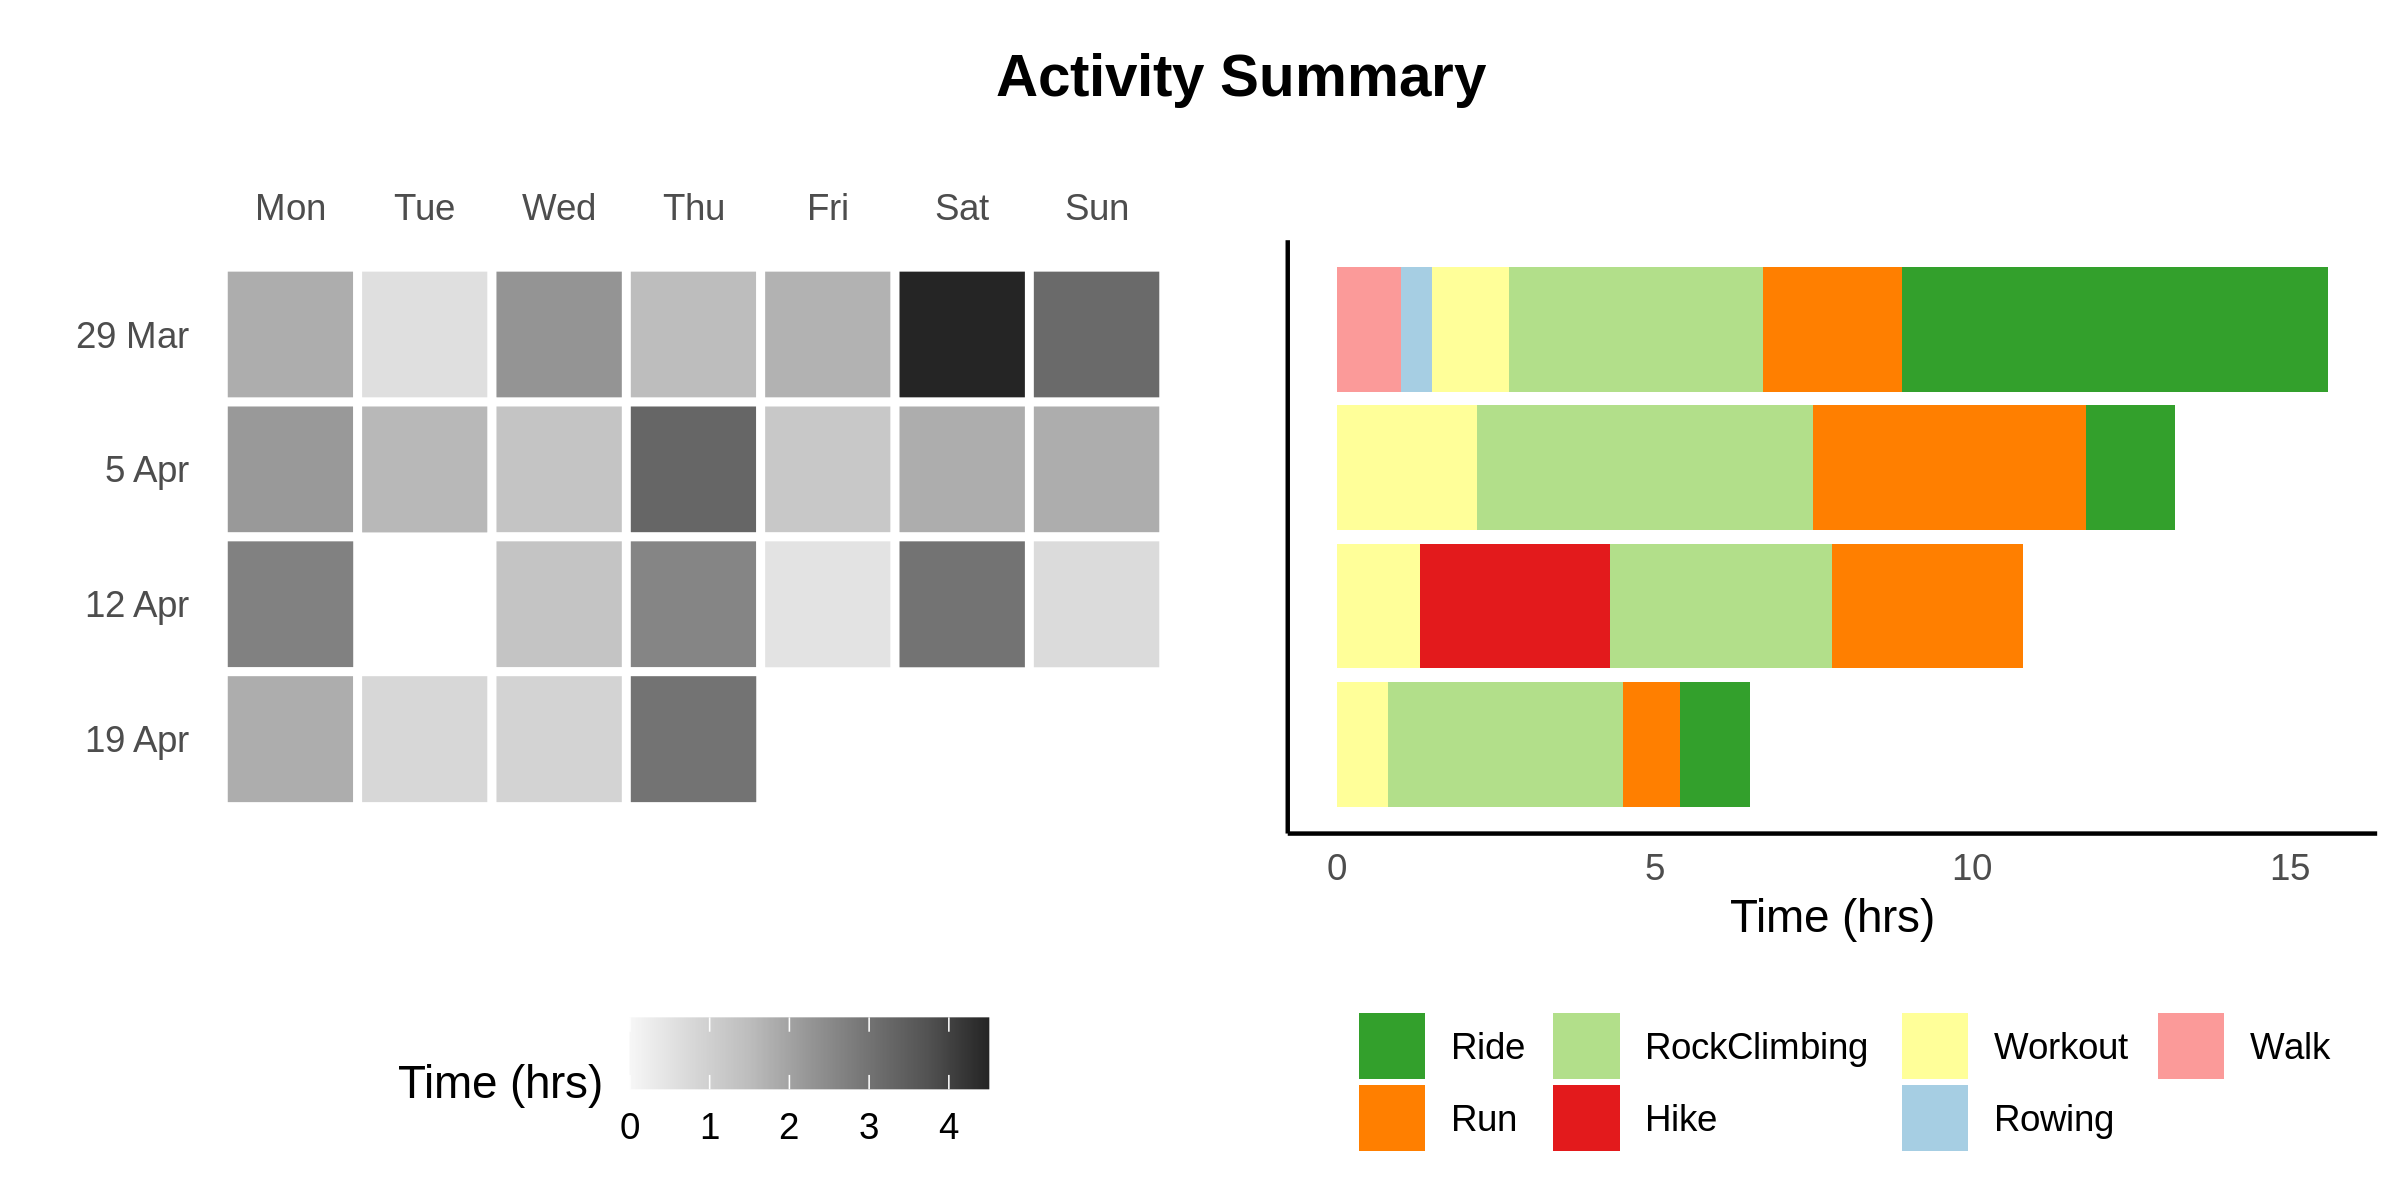 Activity Summary
Mon Tue Wed Thu Fri Sat Sun
29 Mar
5 Apr
12 Apr
19 Apr
0 5 10 15
Time (hrs)
Time (hrs)
0 1 2 3 4
Ride RockClimbing Workout Walk
Run Hike Rowing